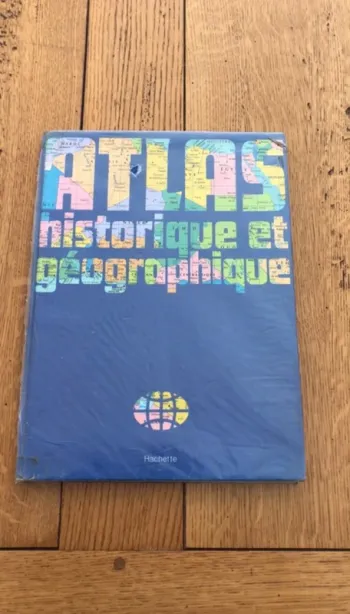 ATLAS
historique et
géographique
Hachette